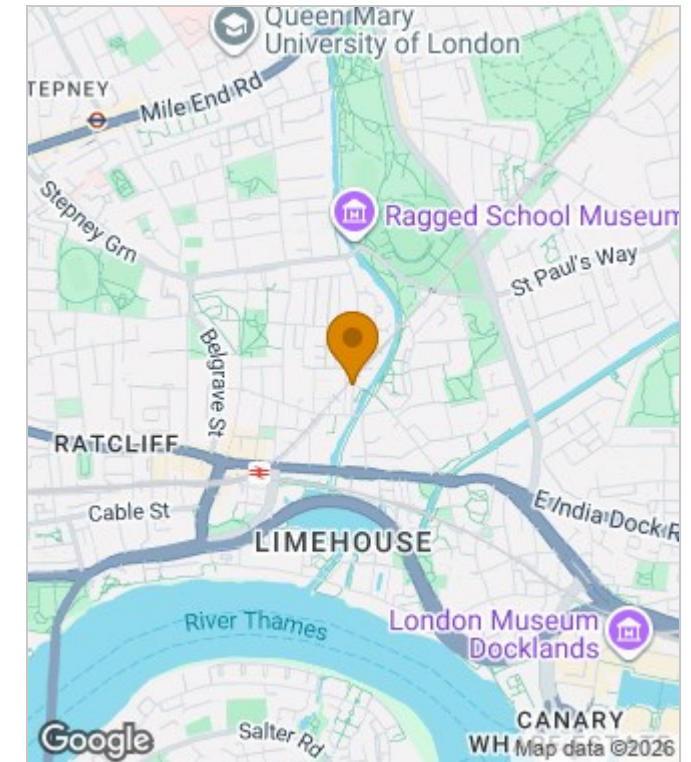 Queen Mary
University of London
TEPNEY
Mile End Rd
Stepney Grn
Ragged School Museum
St Paul's Way
Belgrave St
RATCLIFF
Cable St
E India Dock R
LIMEHOUSE
River Thames
London Museum
Docklands
Salter Rd
CANARY
WH
Google
Map data ©2026